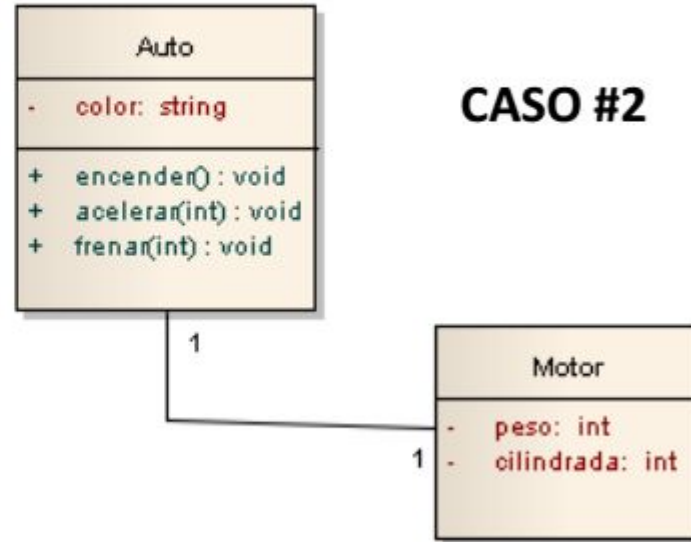 Auto
- color: string
+ encender() : void
+ acelerar(int) : void
+ frenar(int) : void
CASO #2
1
Motor
1
- peso: int
- cilindrada: int